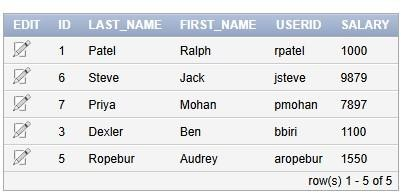 EDIT ID LAST_NAME FIRST_NAME USERID SALARY
1 Patel Ralph rpatel 1000
6 Steve Jack jsteve 9879
7 Priya Mohan pmohan 7897
3 Dexler Ben bbiri 1100
5 Ropebur Audrey aropebur 1550
row(s) 1 - 5 of 5